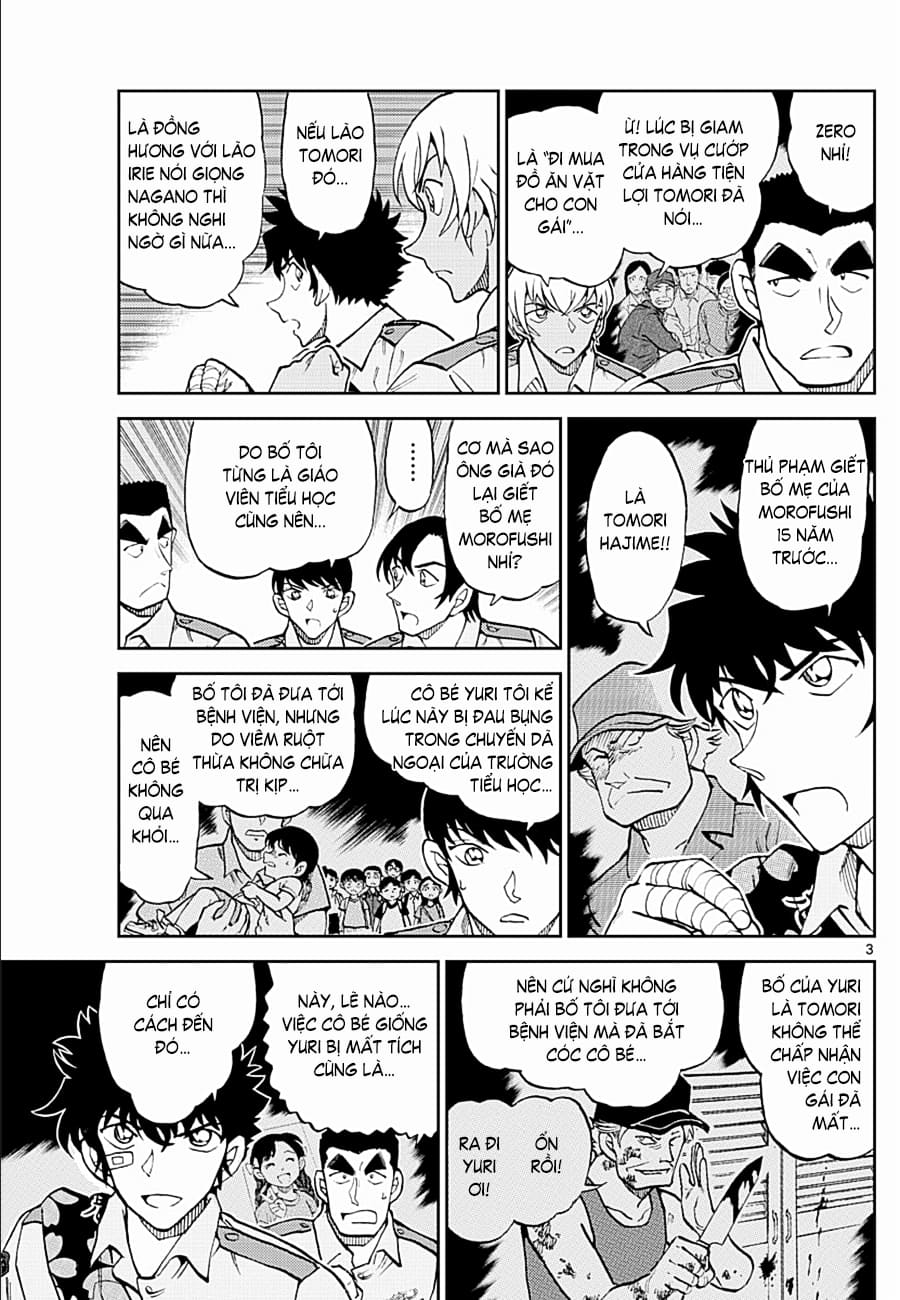 ZERO
NHÍ!
Ừ! LÚC BỊ GIAM
TRONG VỤ CƯỚP
CỬA HÀNG TIỆN
LỢI TOMORI ĐÃ
NÓI...
LÀ "ĐI MUA
ĐỒ ĂN VẶT
CHO CON
GÁI"...
NẾU LÀO
TOMORI
ĐÓ...
LÀ ĐỒNG
HƯƠNG VỚI LÀO
IRIE NÓI GIỌNG
NAGANO THÌ
KHÔNG NGHI
NGỜ GÌ NỮA...
THỦ PHẠM GIẾT
BỐ MẸ CỦA
MOROFUSHI
15 NĂM
TRƯỚC...
LÀ
TOMORI
HAJIME!!
CƠ MÀ SAO
ÔNG GIÀ ĐÓ
LẠI GIẾT
BỐ MẸ
MOROFUSHI
NHÍ?
......
DO BỐ TÔI
TỪNG LÀ GIÁO
VIÊN TIỂU HỌC
CÙNG NÊN...
CÔ BÉ YURI TÔI KỂ
LÚC NÀY BỊ ĐAU BỤNG
TRONG CHUYẾN DÃ
NGOẠI CỦA TRƯỜNG
TIỂU HỌC...
BỐ TÔI ĐÃ ĐƯA TỚI
BỆNH VIỆN, NHƯNG
DO VIÊM RUỘT
THỪA KHÔNG CHỮA
TRỊ KỊP...
NÊN
CÔ BÉ
KHÔNG
QUA
KHỎI...
3
BỐ CỦA YURI
LÀ TOMORI
KHÔNG THỂ
CHẤP NHẬN
VIỆC CON
GÁI ĐÃ
MẤT...
NÊN CỨ NGHĨ KHÔNG
PHẢI BỐ TÔI ĐƯA TỚI
BỆNH VIỆN MÀ ĐÃ BẮT
CÓC CÔ BÉ...
ỔN
RỒI!
RA ĐI
YURI
ƠI!
NÀY, LẼ NÀO...
VIỆC CÔ BÉ GIỐNG
YURI BỊ MẤT TÍCH
CŨNG LÀ...
CHỈ CÓ
CÁCH ĐẾN
ĐÓ...